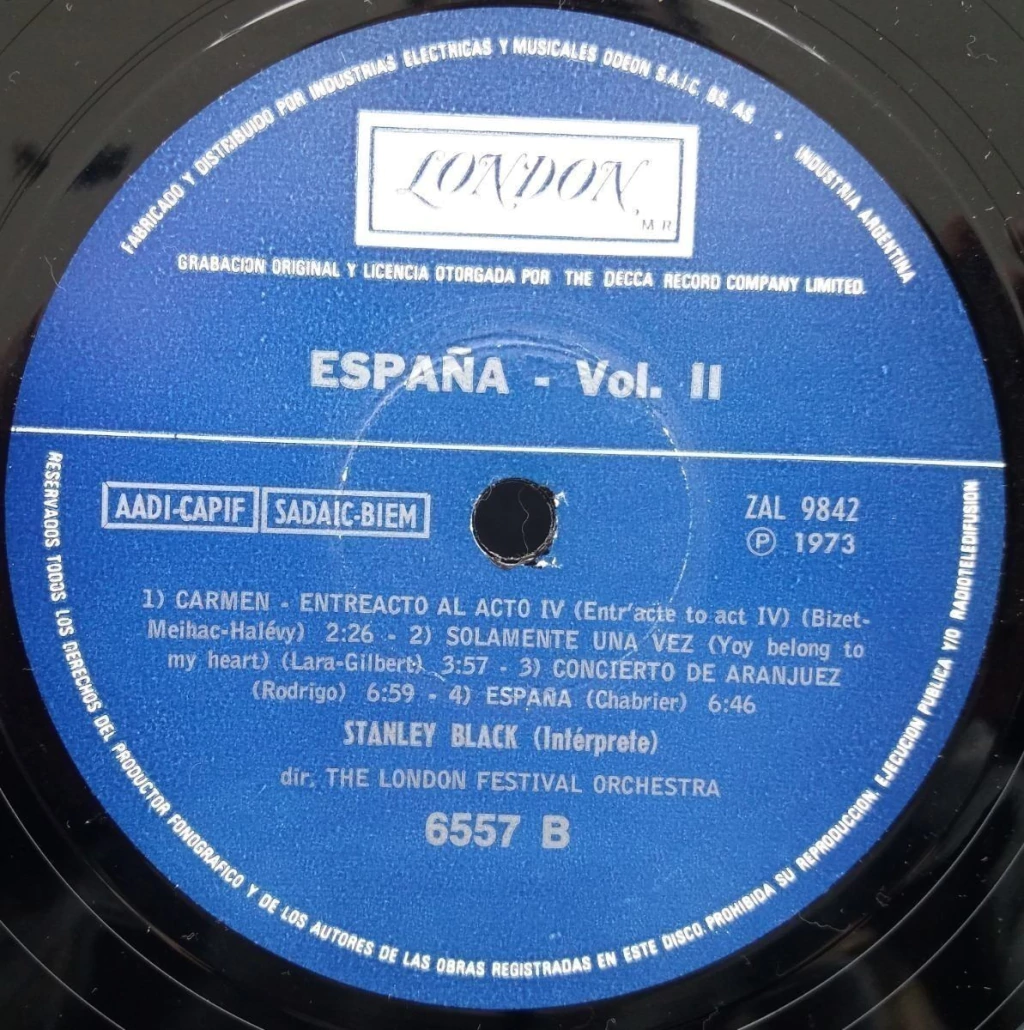 FABRICADO Y DISTRIBUIDO POR INDUSTRIAS ELECTRICAS Y MUSICALES ODEON S.A.I.C. BS. AS. • INDUSTRIA ARGENTINA
LONDON
M R
GRABACION ORIGINAL Y LICENCIA OTORGADA POR THE DECCA RECORD COMPANY LIMITED.
ESPAÑA - Vol. II
AADI-CAPIF SADAIC-BIEM
ZAL 9842
Ⓟ 1973
1) CARMEN - ENTREACTO AL ACTO IV (Entr'acte to act IV) (Bizet-
Meihac-Halévy) 2:26 - 2) SOLAMENTE UNA VEZ (Yoy belong to
my heart) (Lara-Gilbert) 3:57 - 3) CONCIERTO DE ARANJUEZ
(Rodrigo) 6:59 - 4) ESPAÑA (Chabrier) 6:46
STANLEY BLACK (Intérprete)
dir. THE LONDON FESTIVAL ORCHESTRA
6557 B
RESERVADOS TODOS LOS DERECHOS DEL PRODUCTOR FONOGRAFICO Y DE LOS AUTORES DE LAS OBRAS REGISTRADAS EN ESTE DISCO. PROHIBIDA SU REPRODUCCION. EJECUCION PUBLICA Y/O RADIOTELEDIFUSION